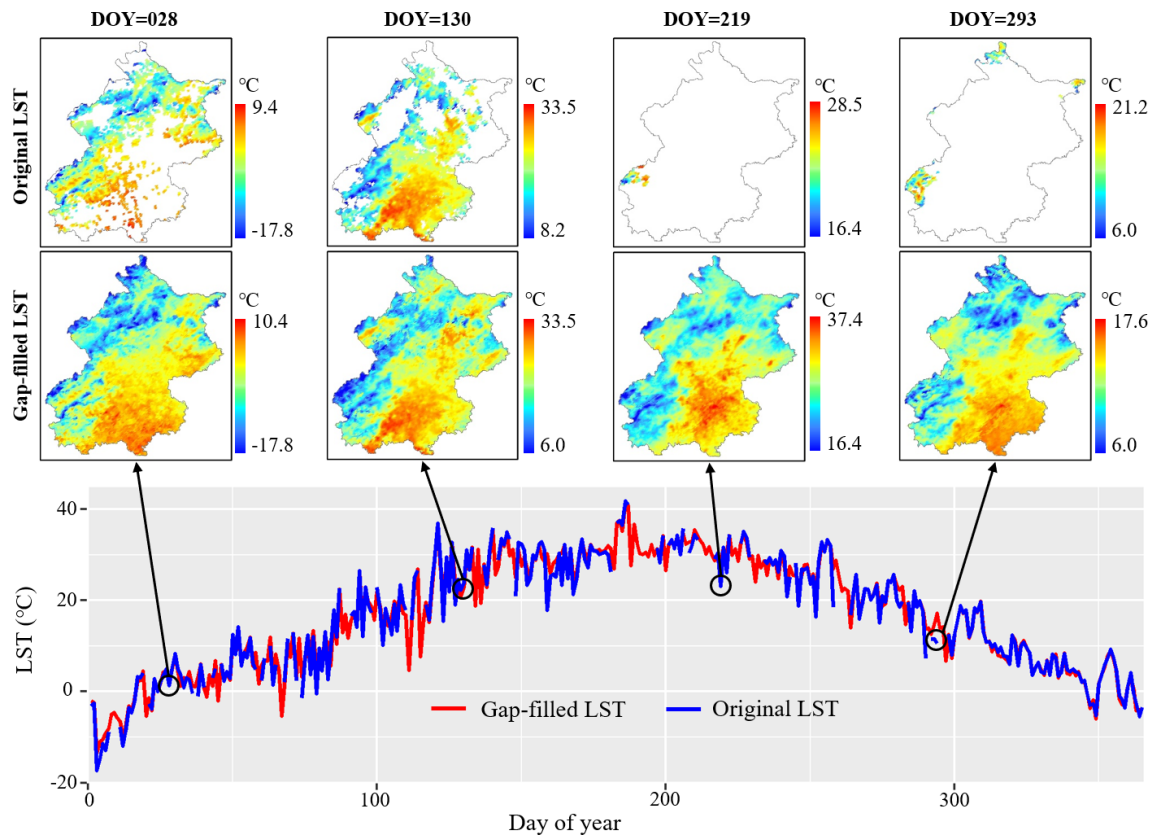 DOY=028 DOY=130 DOY=219 DOY=293
Original LST
°C 9.4 -17.8
°C 33.5 8.2
°C 28.5 16.4
°C 21.2 6.0
Gap-filled LST
°C 10.4 -17.8
°C 33.5 6.0
°C 37.4 16.4
°C 17.6 6.0
LST (°C)
40
20
0
-20
Gap-filled LST Original LST
0 100 200 300
Day of year